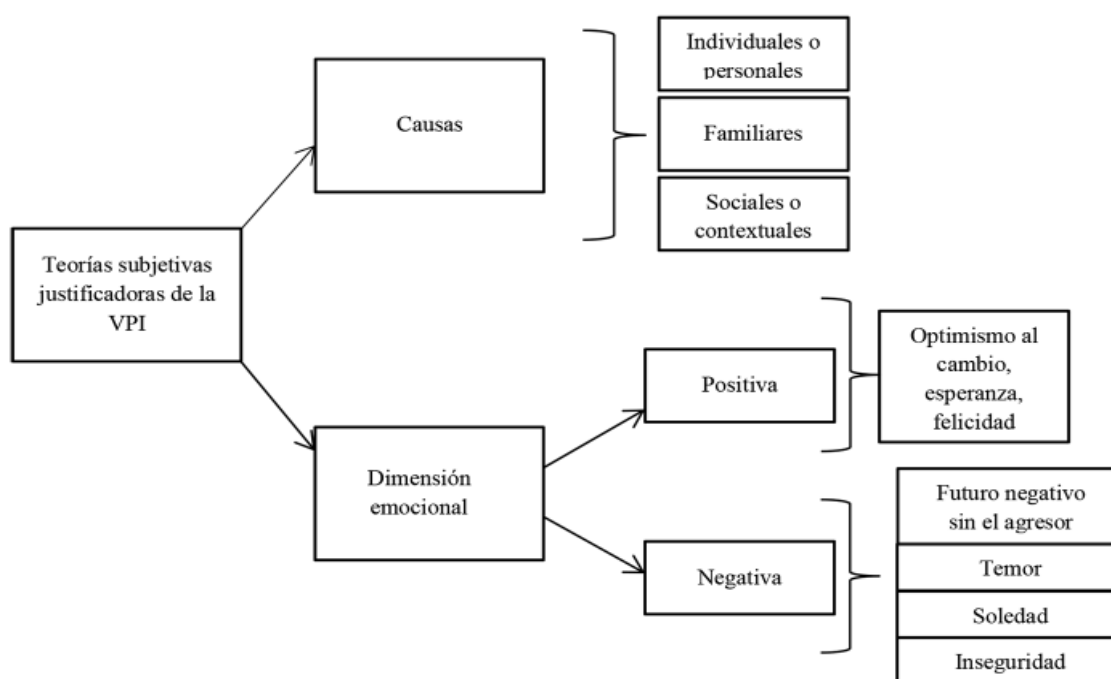 Individuales o
personales
Causas
Familiares
Sociales o
contextuales
Teorías subjetivas
justificadoras de la
VPI
Optimismo al
cambio,
esperanza,
felicidad
Positiva
Dimensión
emocional
Futuro negativo
sin el agresor
Negativa
Temor
Soledad
Inseguridad